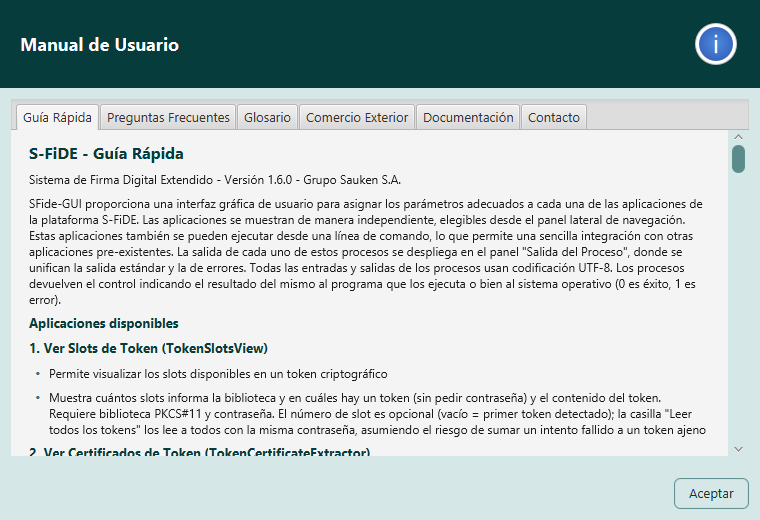 Manual de Usuario
i
Guía Rápida
Preguntas Frecuentes
Glosario
Comercio Exterior
Documentación
Contacto
S-FiDE - Guía Rápida
Sistema de Firma Digital Extendido - Versión 1.6.0 - Grupo Sauken S.A.
SFide-GUI proporciona una interfaz gráfica de usuario para asignar los parámetros adecuados a cada una de las aplicaciones de
la plataforma S-FiDE. Las aplicaciones se muestran de manera independiente, elegibles desde el panel lateral de navegación.
Estas aplicaciones también se pueden ejecutar desde una línea de comando, lo que permite una sencilla integración con otras
aplicaciones pre-existentes. La salida de cada uno de estos procesos se despliega en el panel "Salida del Proceso", donde se
unifican la salida estándar y la de errores. Todas las entradas y salidas de los procesos usan codificación UTF-8. Los procesos
devuelven el control indicando el resultado del mismo al programa que los ejecuta o bien al sistema operativo (0 es éxito, 1 es
error).
Aplicaciones disponibles
1. Ver Slots de Token (TokenSlotsView)
• Permite visualizar los slots disponibles en un token criptográfico
• Muestra cuántos slots informa la biblioteca y en cuáles hay un token (sin pedir contraseña) y el contenido del token.
Requiere biblioteca PKCS#11 y contraseña. El número de slot es opcional (vacío = primer token detectado); la casilla "Leer
todos los tokens" los lee a todos con la misma contraseña, asumiendo el riesgo de sumar un intento fallido a un token ajeno
2. Ver Certificados de Token (TokenCertificateExtractor)
Aceptar